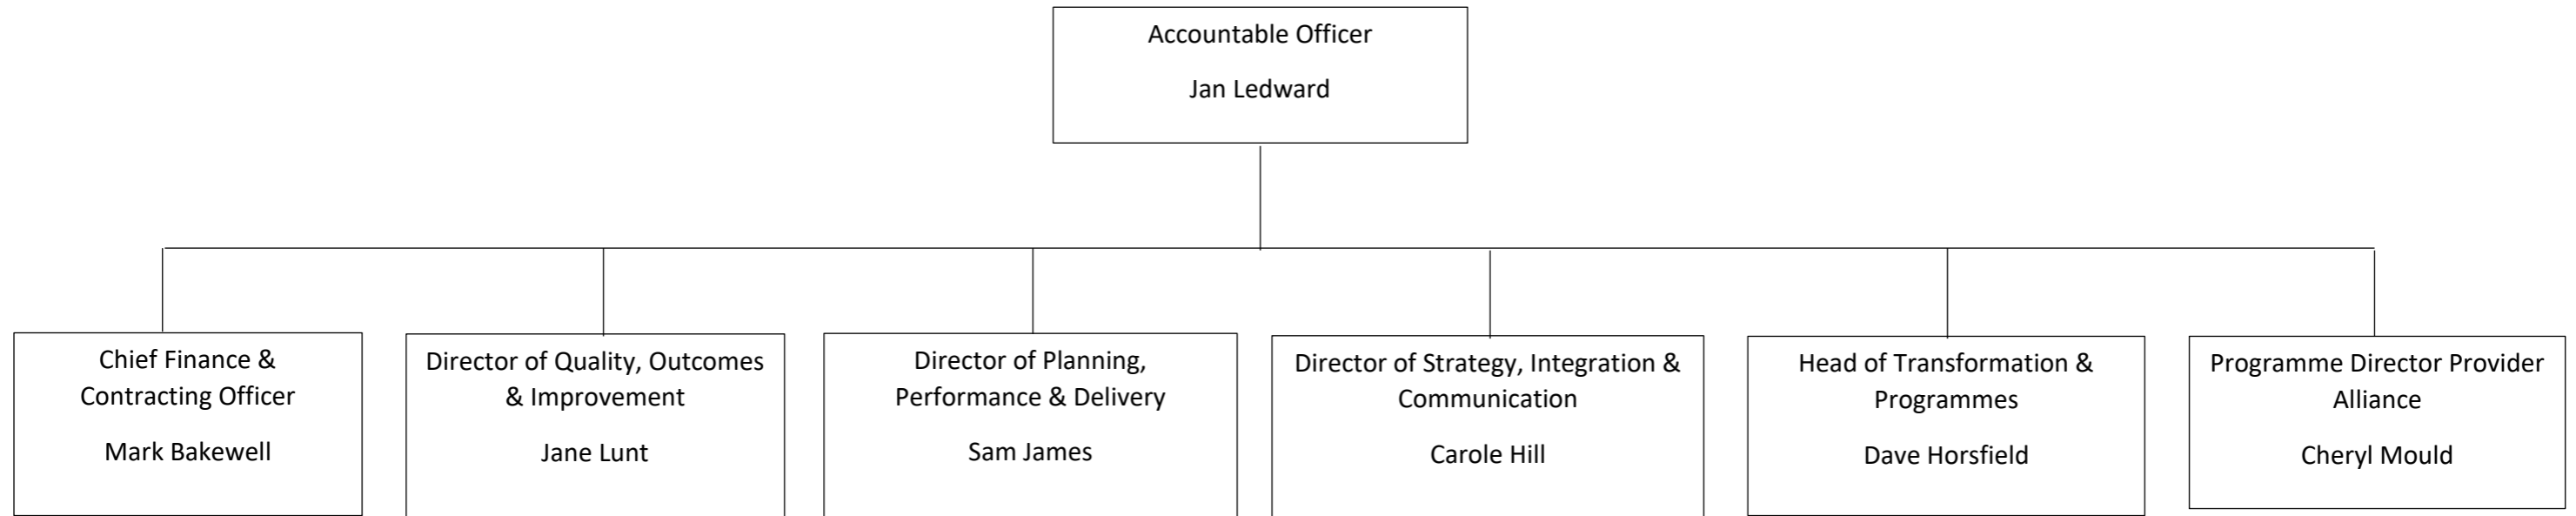 Accountable Officer
Jan Ledward
Chief Finance &
Contracting Officer
Mark Bakewell
Director of Quality, Outcomes
& Improvement
Jane Lunt
Director of Planning,
Performance & Delivery
Sam James
Director of Strategy, Integration &
Communication
Carole Hill
Head of Transformation &
Programmes
Dave Horsfield
Programme Director Provider
Alliance
Cheryl Mould